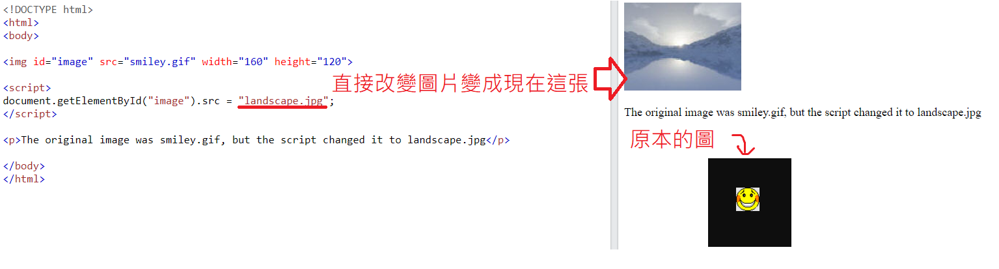 <!DOCTYPE html>
<html>
<body>
<img id="image" src="smiley.gif" width="160" height="120">
<script>
document.getElementById("image").src = "landscape.jpg";
</script>
<p>The original image was smiley.gif, but the script changed it to landscape.jpg</p>
</body>
</html>
直接改變圖片變成現在這張
The original image was smiley.gif, but the script changed it to landscape.jpg
原本的圖